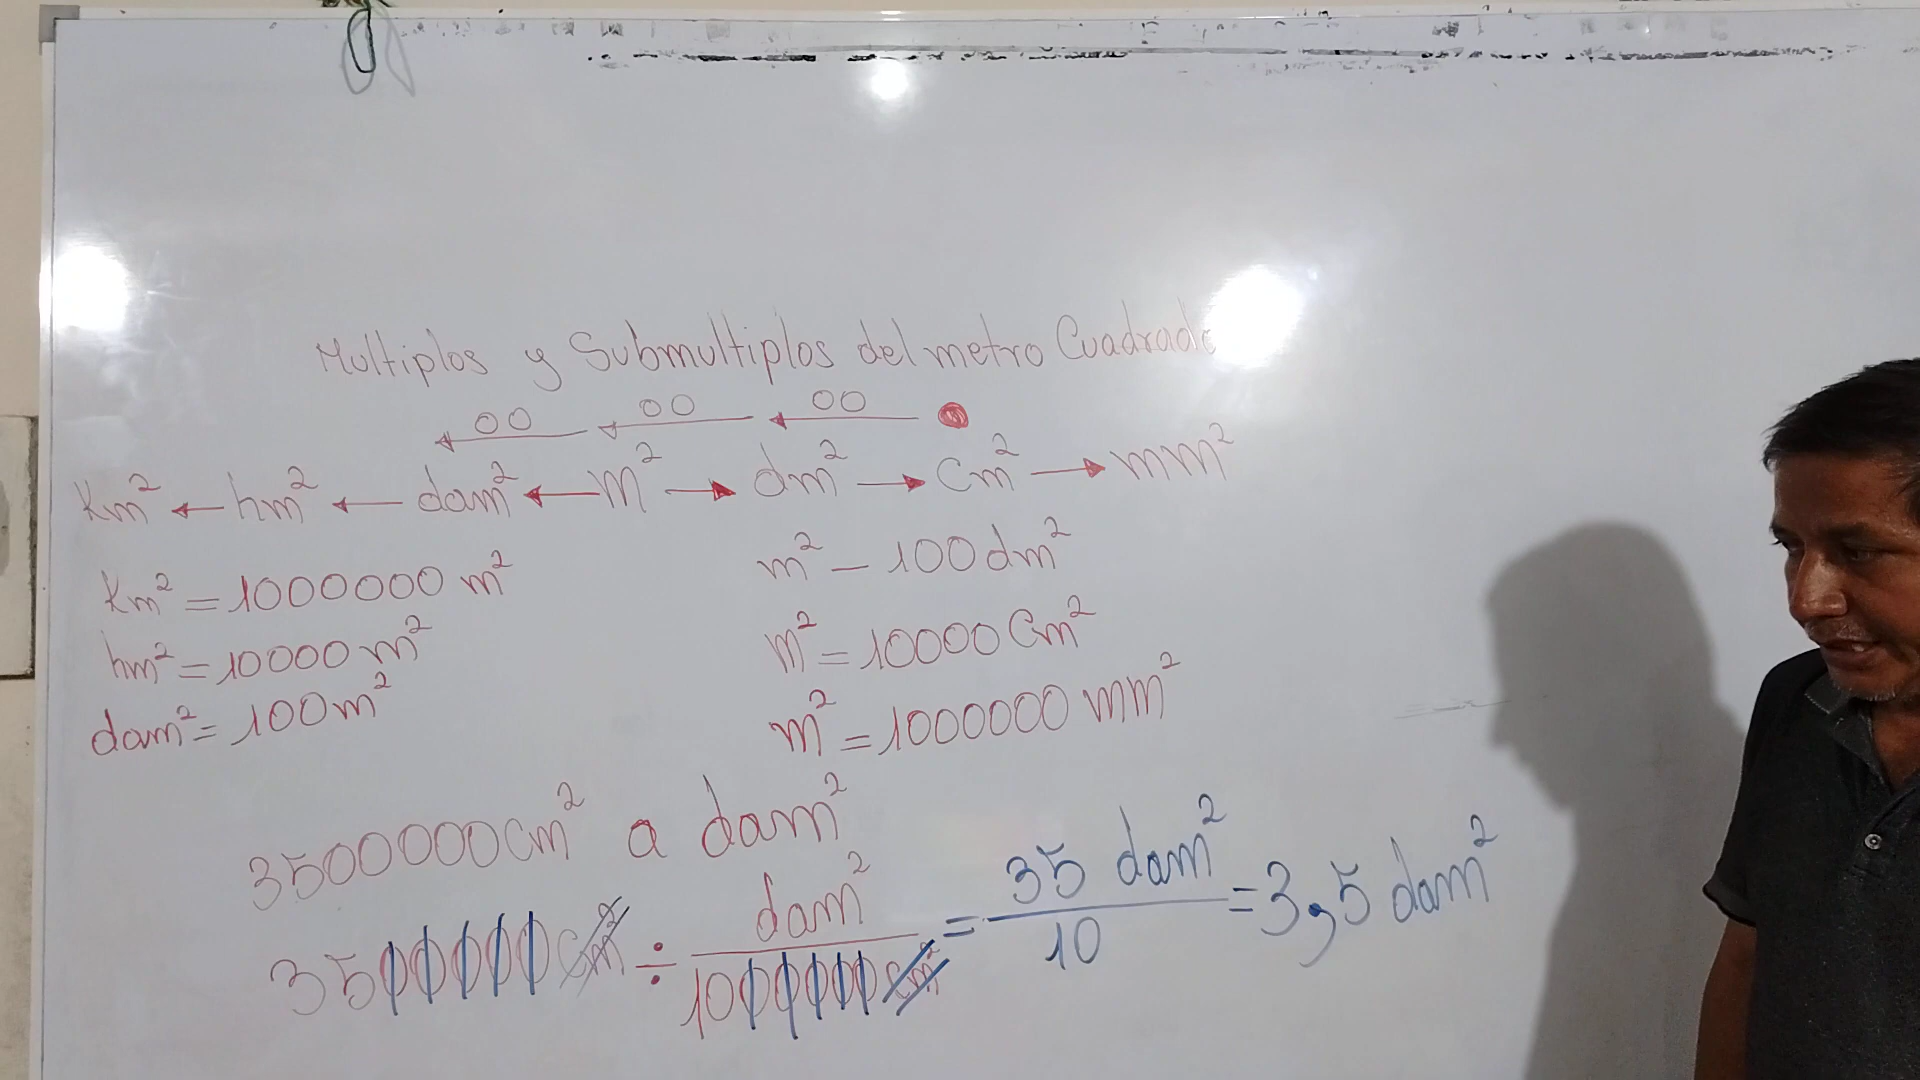 Multiplos y Submultiplos del metro Cuadrado
00 00 00
Km² ← hm² ← dam² ← m² → dm² → Cm² → mm²
Km² = 1000000 m²
hm² = 10000 m²
dam² = 100m²
m² – 100 dm²
m² = 10000 Cm²
m² = 1000000 mm²
3500000 cm² a dam²
3500000 cm² ÷ dam² / 1000000 cm² = 35 dam² / 10 = 3,5 dam²